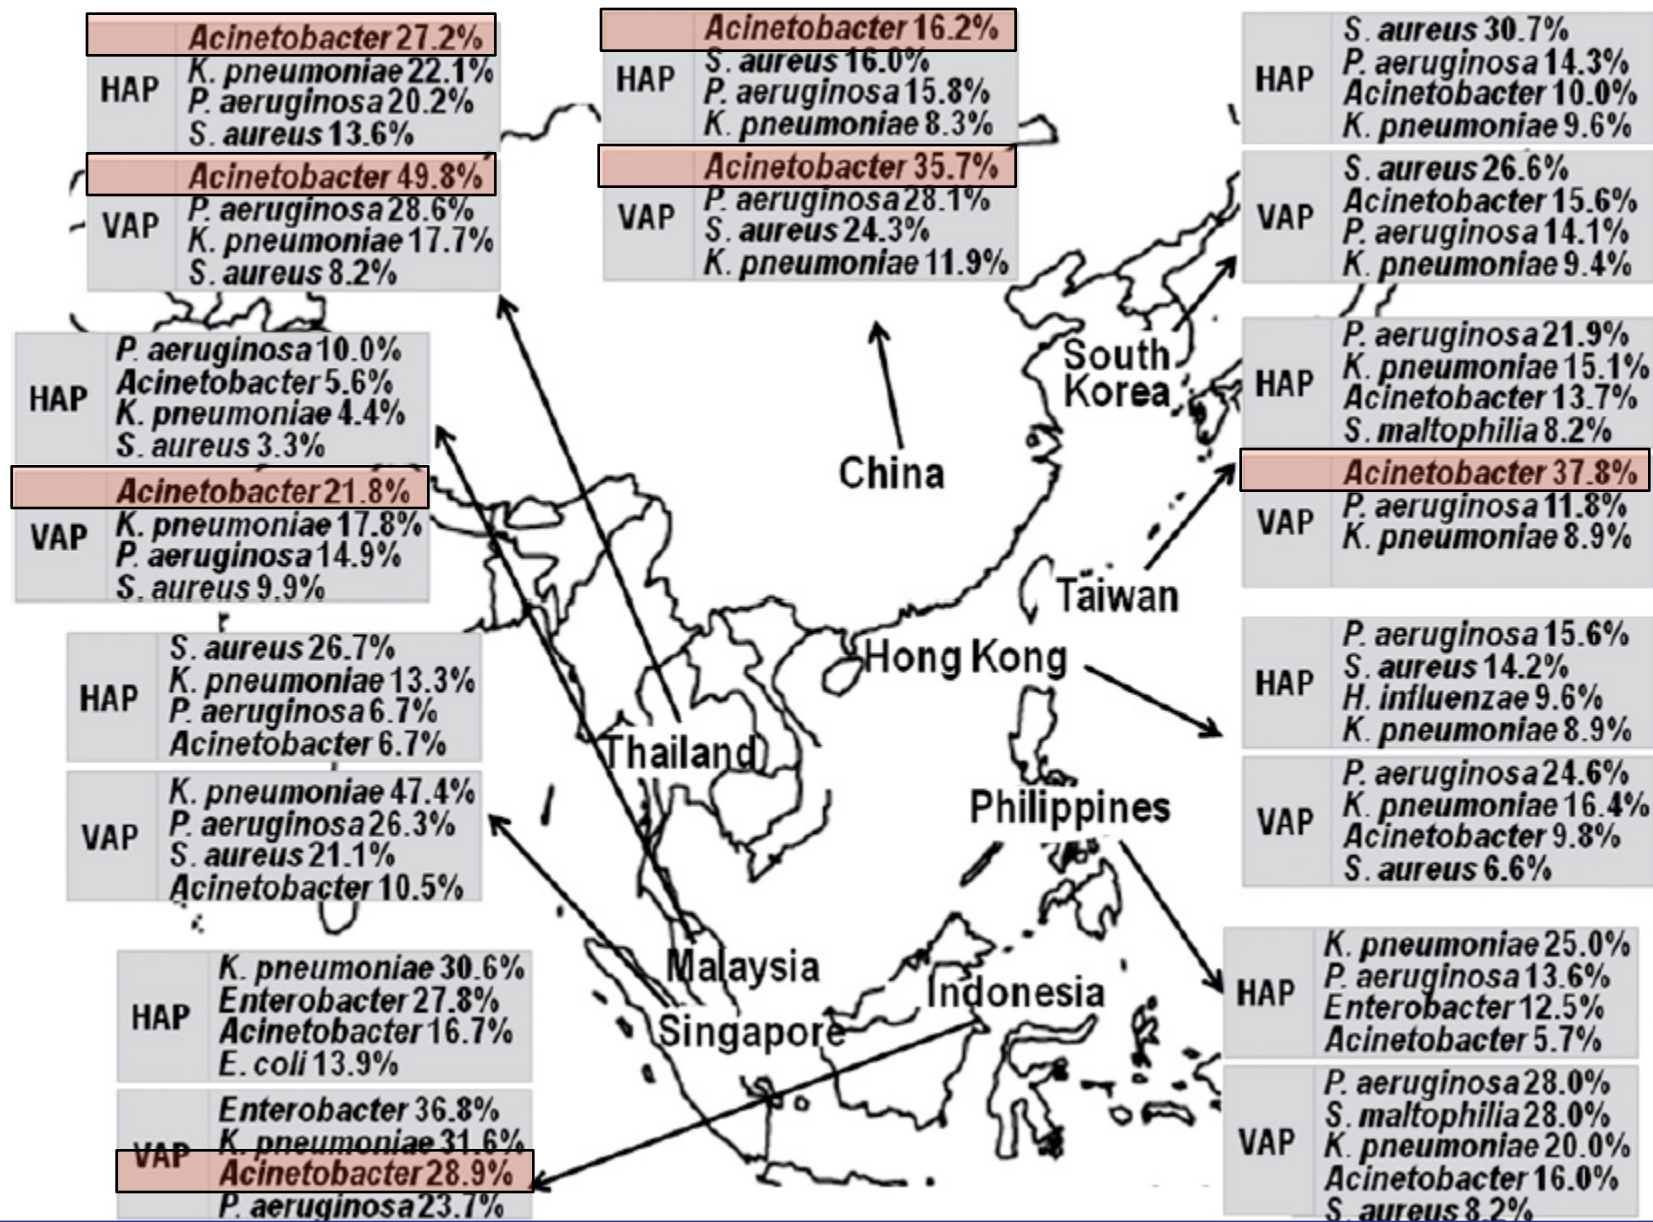 Acinetobacter 27.2%
HAP
K. pneumoniae 22.1%
P. aeruginosa 20.2%
S. aureus 13.6%
Acinetobacter 49.8%
VAP
P. aeruginosa 28.6%
K. pneumoniae 17.7%
S. aureus 8.2%
Acinetobacter 16.2%
HAP
S. aureus 16.0%
P. aeruginosa 15.8%
K. pneumoniae 8.3%
Acinetobacter 35.7%
VAP
P. aeruginosa 28.1%
S. aureus 24.3%
K. pneumoniae 11.9%
HAP
S. aureus 30.7%
P. aeruginosa 14.3%
Acinetobacter 10.0%
K. pneumoniae 9.6%
VAP
S. aureus 26.6%
Acinetobacter 15.6%
P. aeruginosa 14.1%
K. pneumoniae 9.4%
HAP
P. aeruginosa 10.0%
Acinetobacter 5.6%
K. pneumoniae 4.4%
S. aureus 3.3%
Acinetobacter 21.8%
VAP
K. pneumoniae 17.8%
P. aeruginosa 14.9%
S. aureus 9.9%
HAP
P. aeruginosa 21.9%
K. pneumoniae 15.1%
Acinetobacter 13.7%
S. maltophilia 8.2%
Acinetobacter 37.8%
VAP
P. aeruginosa 11.8%
K. pneumoniae 8.9%
South
Korea
China
Taiwan
Hong Kong
Thailand
Philippines
Malaysia
Indonesia
Singapore
HAP
S. aureus 26.7%
K. pneumoniae 13.3%
P. aeruginosa 6.7%
Acinetobacter 6.7%
VAP
K. pneumoniae 47.4%
P. aeruginosa 26.3%
S. aureus 21.1%
Acinetobacter 10.5%
HAP
P. aeruginosa 15.6%
S. aureus 14.2%
H. influenzae 9.6%
K. pneumoniae 8.9%
VAP
P. aeruginosa 24.6%
K. pneumoniae 16.4%
Acinetobacter 9.8%
S. aureus 6.6%
HAP
K. pneumoniae 30.6%
Enterobacter 27.8%
Acinetobacter 16.7%
E. coli 13.9%
VAP
Enterobacter 36.8%
K. pneumoniae 31.6%
Acinetobacter 28.9%
P. aeruginosa 23.7%
HAP
K. pneumoniae 25.0%
P. aeruginosa 13.6%
Enterobacter 12.5%
Acinetobacter 5.7%
VAP
P. aeruginosa 28.0%
S. maltophilia 28.0%
K. pneumoniae 20.0%
Acinetobacter 16.0%
S. aureus 8.2%